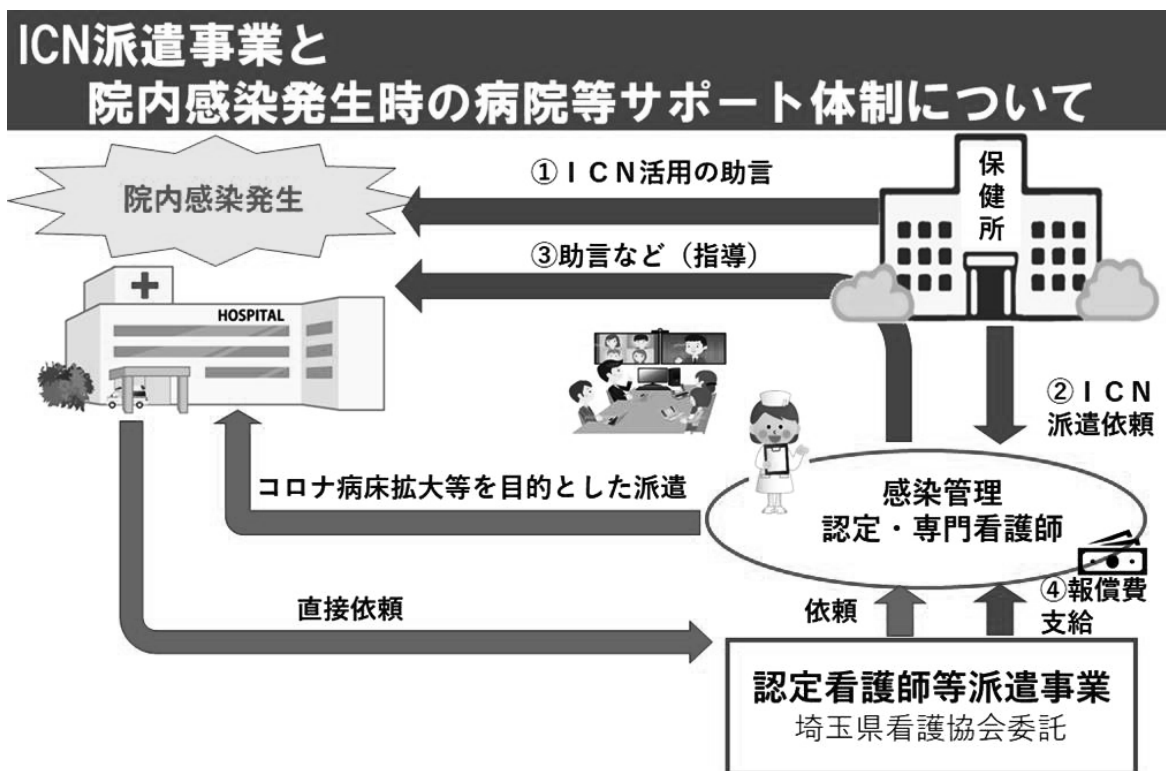 ICN派遣事業と
院内感染発生時の病院等サポート体制について
院内感染発生
①ＩＣＮ活用の助言
保健所
③助言など（指導）
HOSPITAL
②ＩＣＮ
派遣依頼
コロナ病床拡大等を目的とした派遣
感染管理
認定・専門看護師
直接依頼
依頼
④報償費
支給
認定看護師等派遣事業
埼玉県看護協会委託